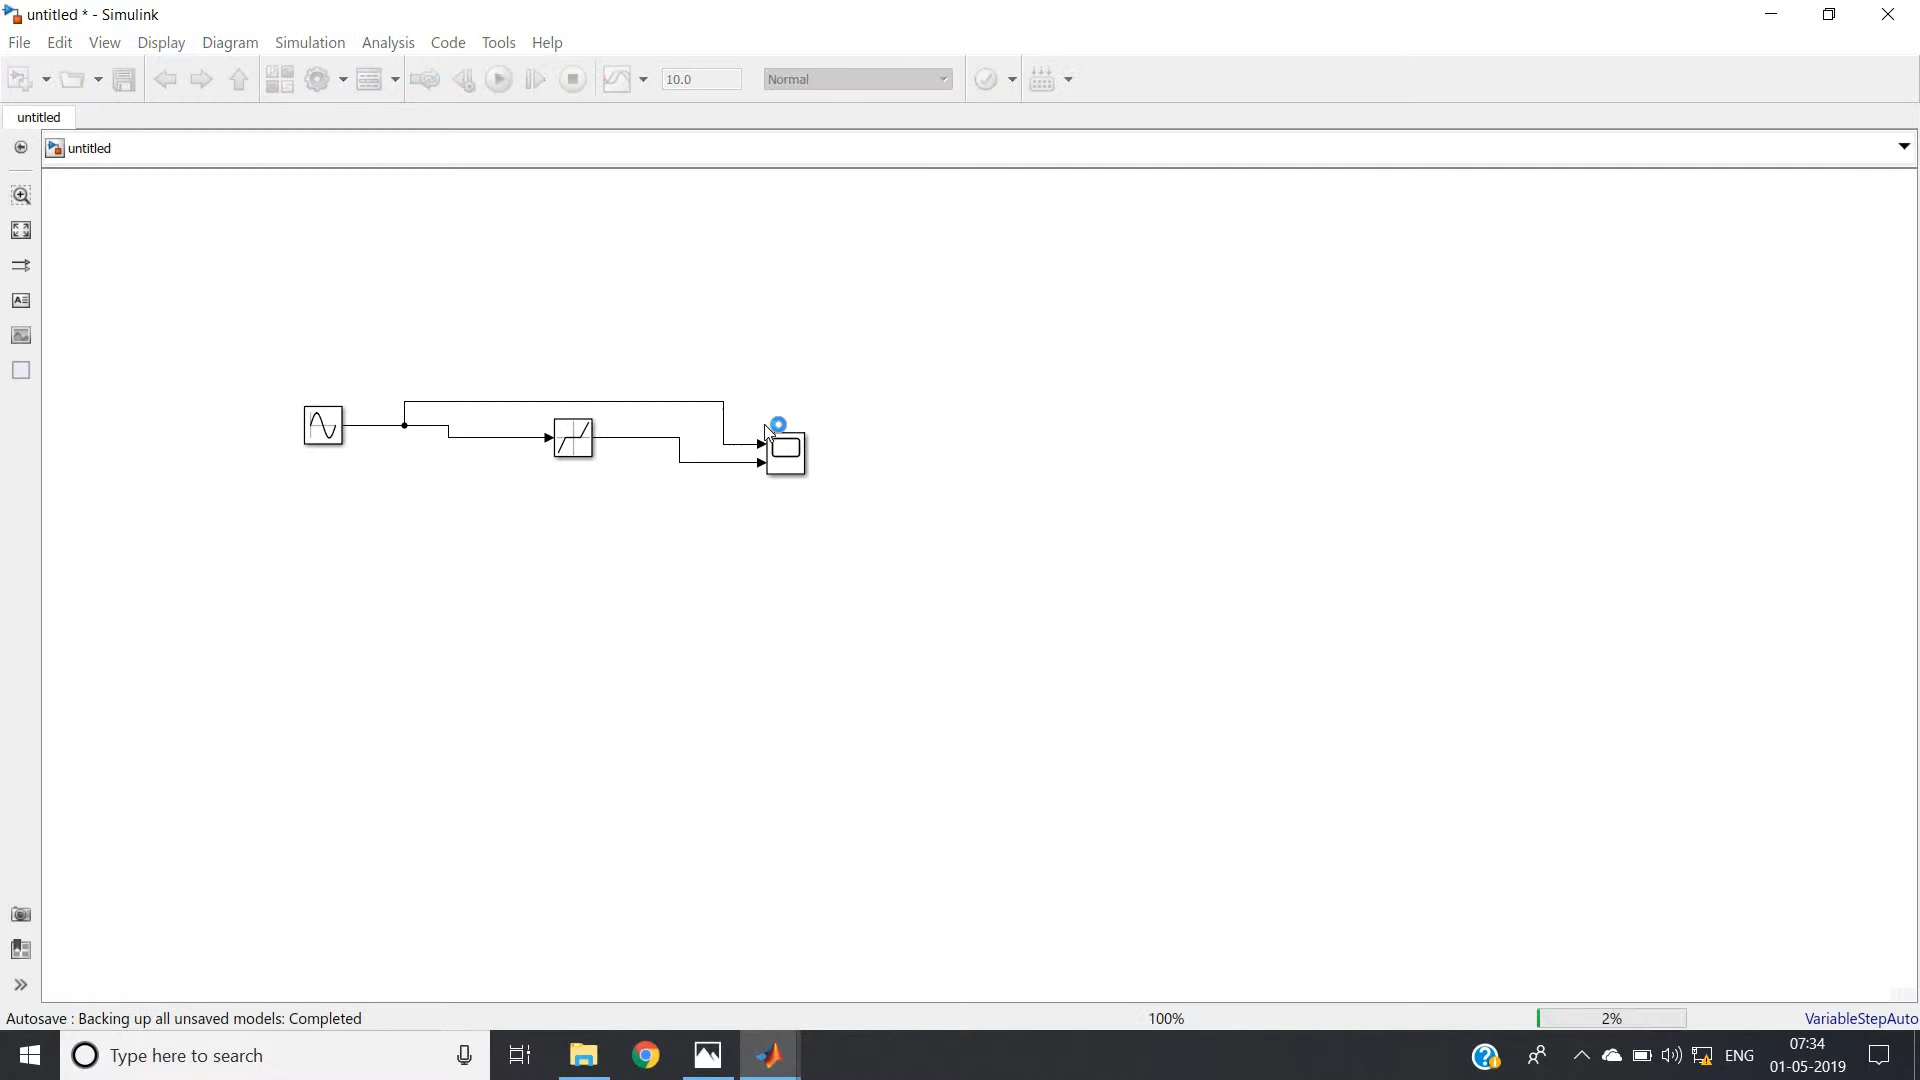 untitled * - Simulink
File Edit View Display Diagram Simulation Analysis Code Tools Help
10.0 Normal
untitled
untitled
Autosave : Backing up all unsaved models: Completed 100% 2% VariableStepAuto
Type here to search ENG 07:34
01-05-2019